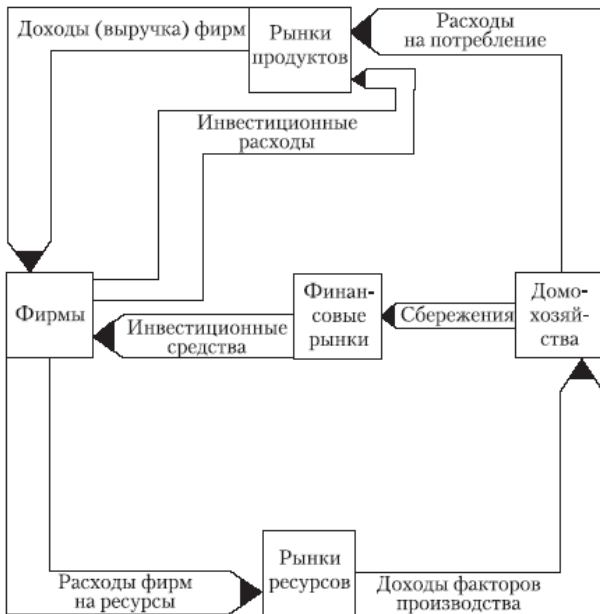 Доходы (выручка) фирм
Рынки
продуктов
Расходы
на потребление
Инвестиционные
расходы
Фирмы
Инвестиционные
средства
Финан-
совые
рынки
Сбережения
Домо-
хозяй-
ства
Расходы фирм
на ресурсы
Рынки
ресурсов
Доходы факторов
производства